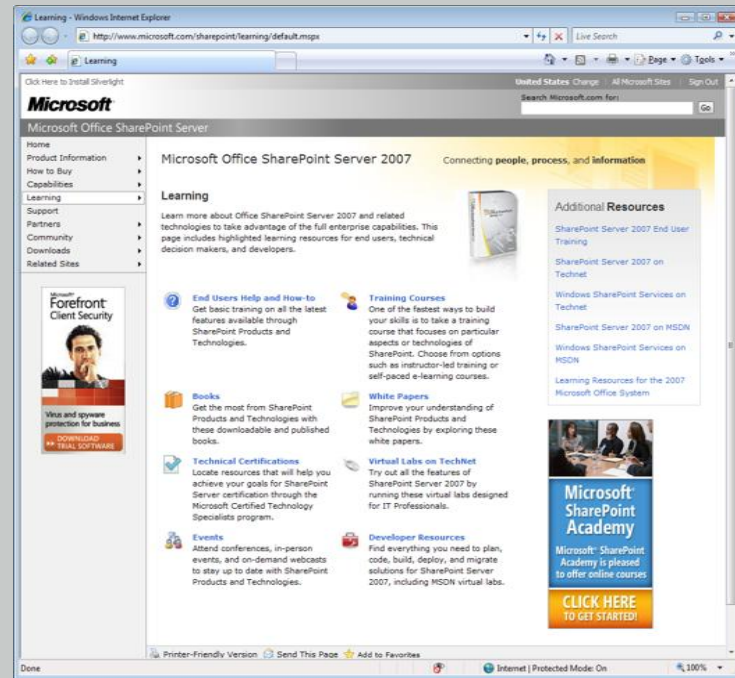 Learning - Windows Internet Explorer
http://www.microsoft.com/sharepoint/learning/default.mspx
Live Search
Learning
Page
Tools
Click Here to Install Silverlight
United States Change | All Microsoft Sites | Sign Out
Microsoft
Search Microsoft.com for:
Go
Microsoft Office SharePoint Server
Home
Product Information
How to Buy
Capabilities
Learning
Support
Partners
Community
Downloads
Related Sites
Microsoft
Forefront
Client Security
Virus and spyware
protection for business
DOWNLOAD
TRIAL SOFTWARE
Microsoft Office SharePoint Server 2007
Connecting people, process, and information
Learning
Learn more about Office SharePoint Server 2007 and related
technologies to take advantage of the full enterprise capabilities. This
page includes highlighted learning resources for end users, technical
decision makers, and developers.
End Users Help and How-to
Get basic training on all the latest
features available through
SharePoint Products and
Technologies.
Training Courses
One of the fastest ways to build
your skills is to take a training
course that focuses on particular
aspects or technologies of
SharePoint. Choose from options
such as instructor-led training or
self-paced e-learning courses.
Books
Get the most from SharePoint
Products and Technologies with
these downloadable and published
books.
White Papers
Improve your understanding of
SharePoint Products and
Technologies by exploring these
white papers.
Technical Certifications
Locate resources that will help you
achieve your goals for SharePoint
Server certification through the
Microsoft Certified Technology
Specialists program.
Virtual Labs on TechNet
Try out all the features of
SharePoint Server 2007 by
running these virtual labs designed
for IT Professionals.
Events
Attend conferences, in-person
events, and on-demand webcasts
to stay up to date with SharePoint
Products and Technologies.
Developer Resources
Find everything you need to plan,
code, build, deploy, and migrate
solutions for SharePoint Server
2007, including MSDN virtual labs.
Additional Resources
SharePoint Server 2007 End User
Training
SharePoint Server 2007 on
Technet
Windows SharePoint Services on
Technet
SharePoint Server 2007 on MSDN
Windows SharePoint Services on
MSDN
Learning Resources for the 2007
Microsoft Office System
Microsoft
SharePoint
Academy
Microsoft SharePoint
Academy is pleased
to offer online courses
CLICK HERE
TO GET STARTED!
Printer-Friendly Version
Send This Page
Add to Favorites
Done
Internet | Protected Mode: On
100%